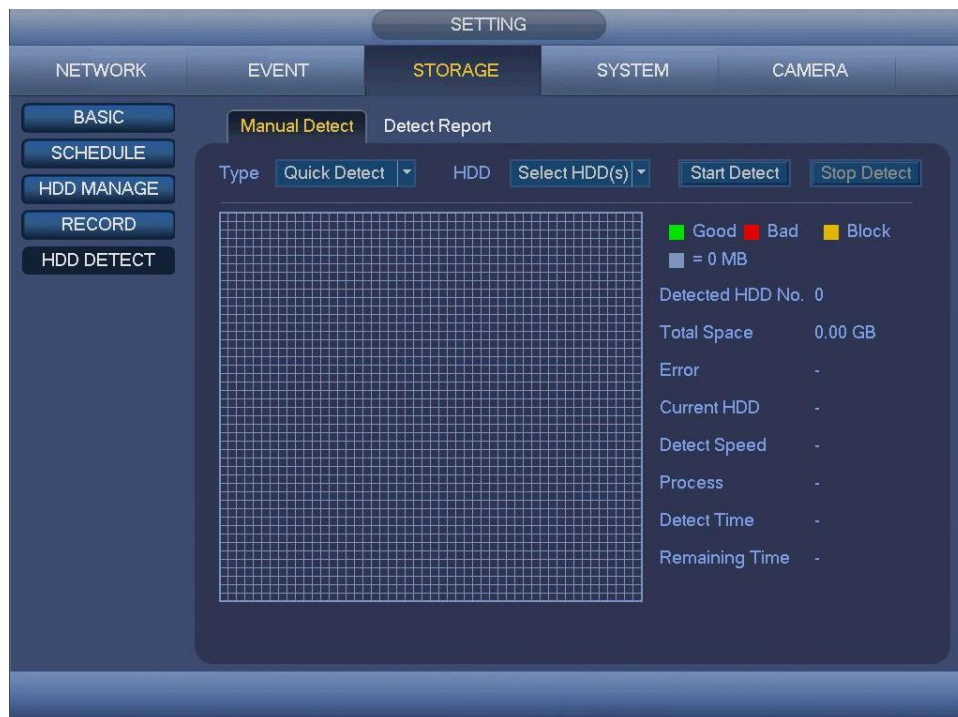 SETTING
NETWORK EVENT STORAGE SYSTEM CAMERA
BASIC
SCHEDULE
HDD MANAGE
RECORD
HDD DETECT
Manual Detect Detect Report
Type Quick Detect HDD Select HDD(s) Start Detect Stop Detect
Good Bad Block
= 0 MB
Detected HDD No. 0
Total Space 0.00 GB
Error -
Current HDD -
Detect Speed -
Process -
Detect Time -
Remaining Time -